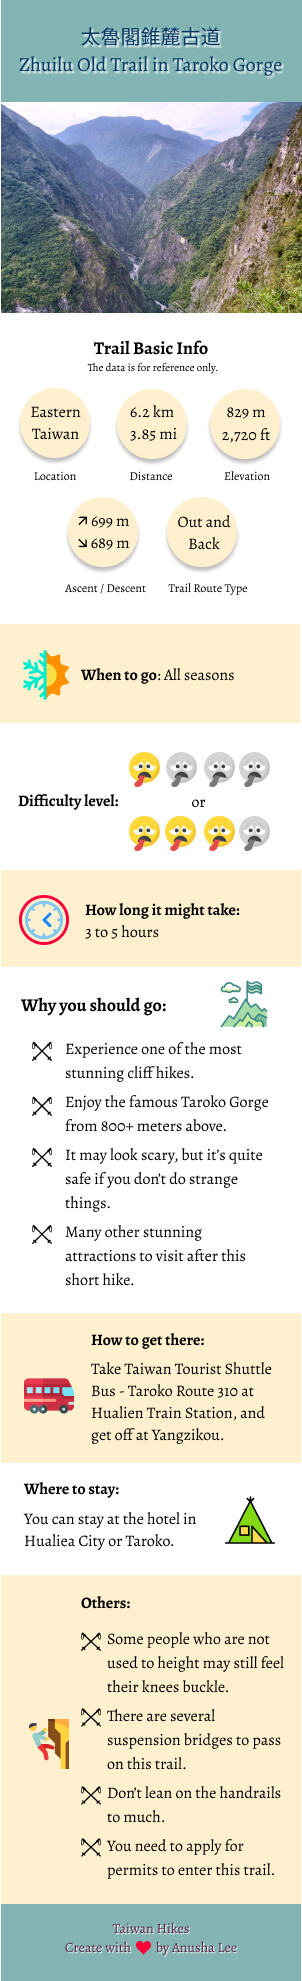 太魯閣錐麓古道
Zhuilu Old Trail in Taroko Gorge
Trail Basic Info
The data is for reference only.
Eastern
Taiwan
Location
6.2 km
3.85 mi
Distance
829 m
2,720 ft
Elevation
↗ 699 m
↘ 689 m
Ascent / Descent
Out and
Back
Trail Route Type
When to go: All seasons
Difficulty level:
or
How long it might take:
3 to 5 hours
Why you should go:
Experience one of the most
stunning cliff hikes.
Enjoy the famous Taroko Gorge
from 800+ meters above.
It may look scary, but it's quite
safe if you don't do strange
things.
Many other stunning
attractions to visit after this
short hike.
How to get there:
Take Taiwan Tourist Shuttle
Bus - Taroko Route 310 at
Hualien Train Station, and
get off at Yangzikou.
Where to stay:
You can stay at the hotel in
Hualiea City or Taroko.
Others:
Some people who are not
used to height may still feel
their knees buckle.
There are several
suspension bridges to pass
on this trail.
Don't lean on the handrails
to much.
You need to apply for
permits to enter this trail.
Taiwan Hikes
Create with ❤ by Anusha Lee